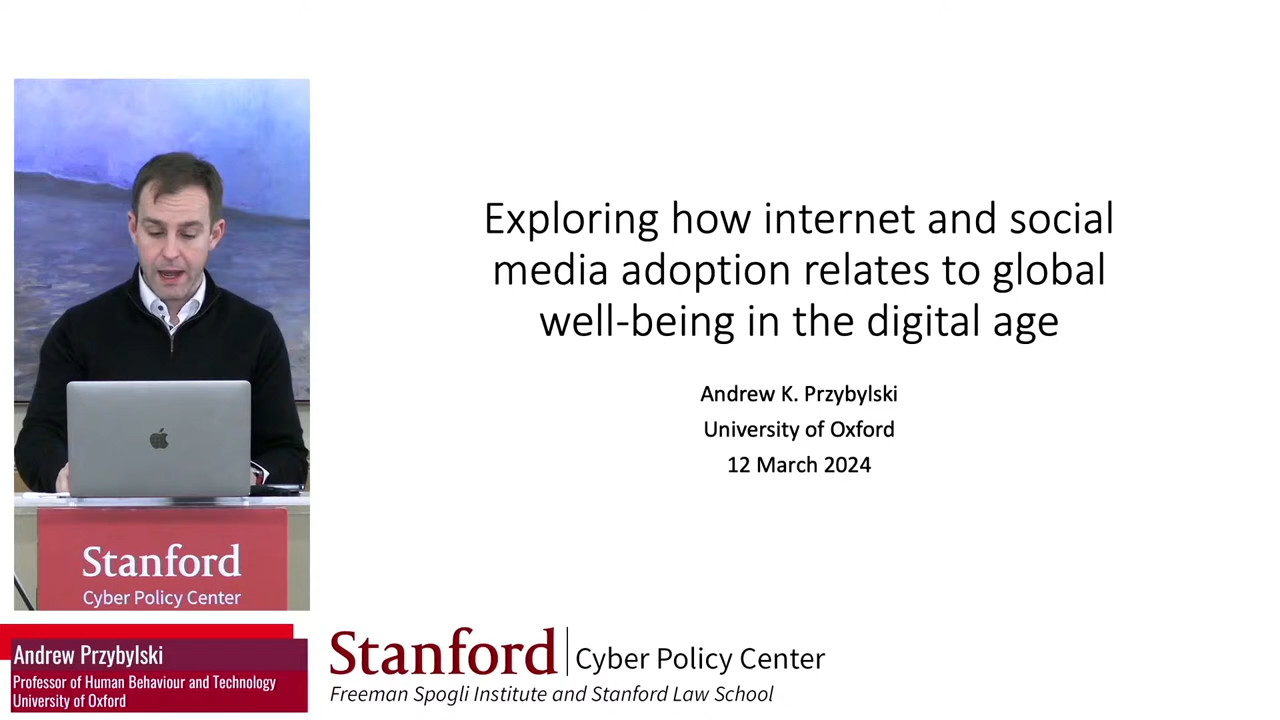 Exploring how internet and social
media adoption relates to global
well-being in the digital age
Andrew K. Przybylski
University of Oxford
12 March 2024
Stanford
Cyber Policy Center
Andrew Przybylski
Professor of Human Behaviour and Technology
University of Oxford
Stanford | Cyber Policy Center
Freeman Spogli Institute and Stanford Law School